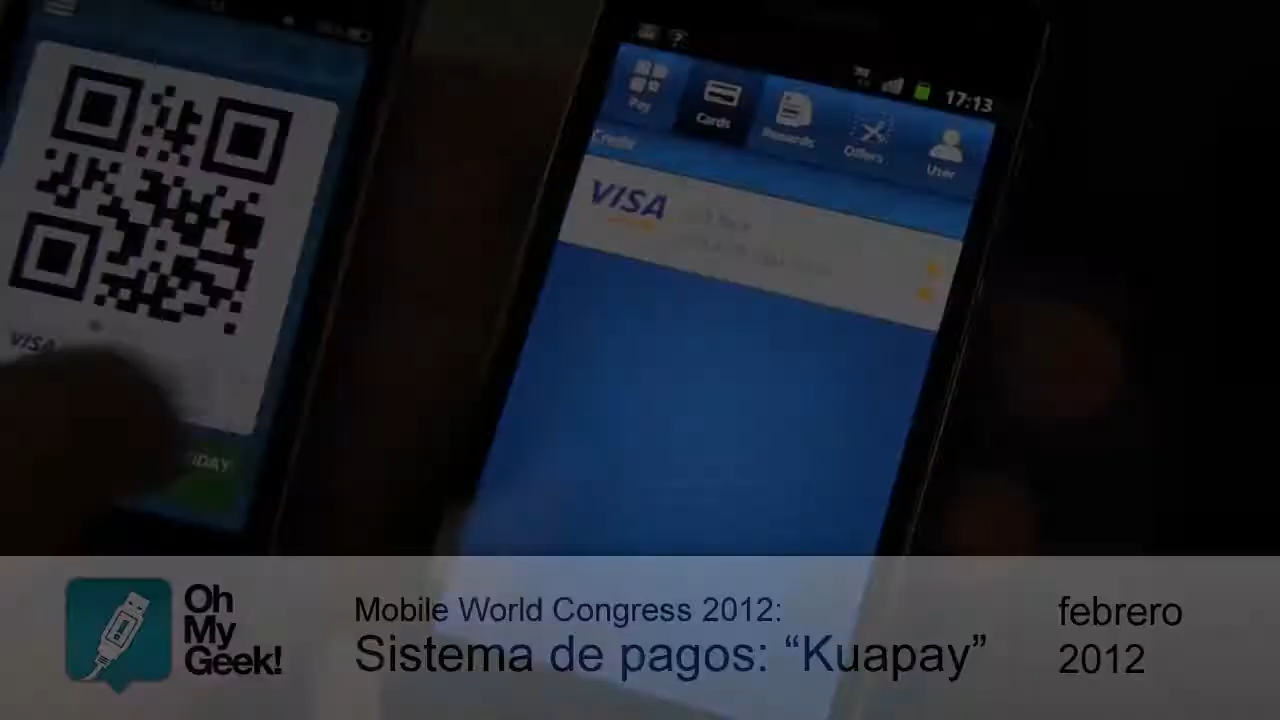 17:13
Pay
Cards
Rewards
Offers
User
Credit
VISA
VISA
Oh
My
Geek!
Mobile World Congress 2012:
Sistema de pagos: “Kuapay”
febrero
2012